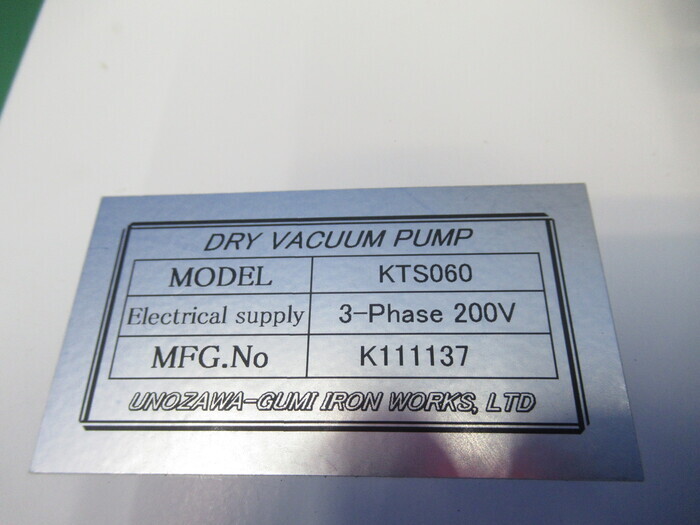 DRY VACUUM PUMP
MODEL KTS060
Electrical supply 3-Phase 200V
MFG.No K111137
UNOZAWA-GUMI IRON WORKS, LTD